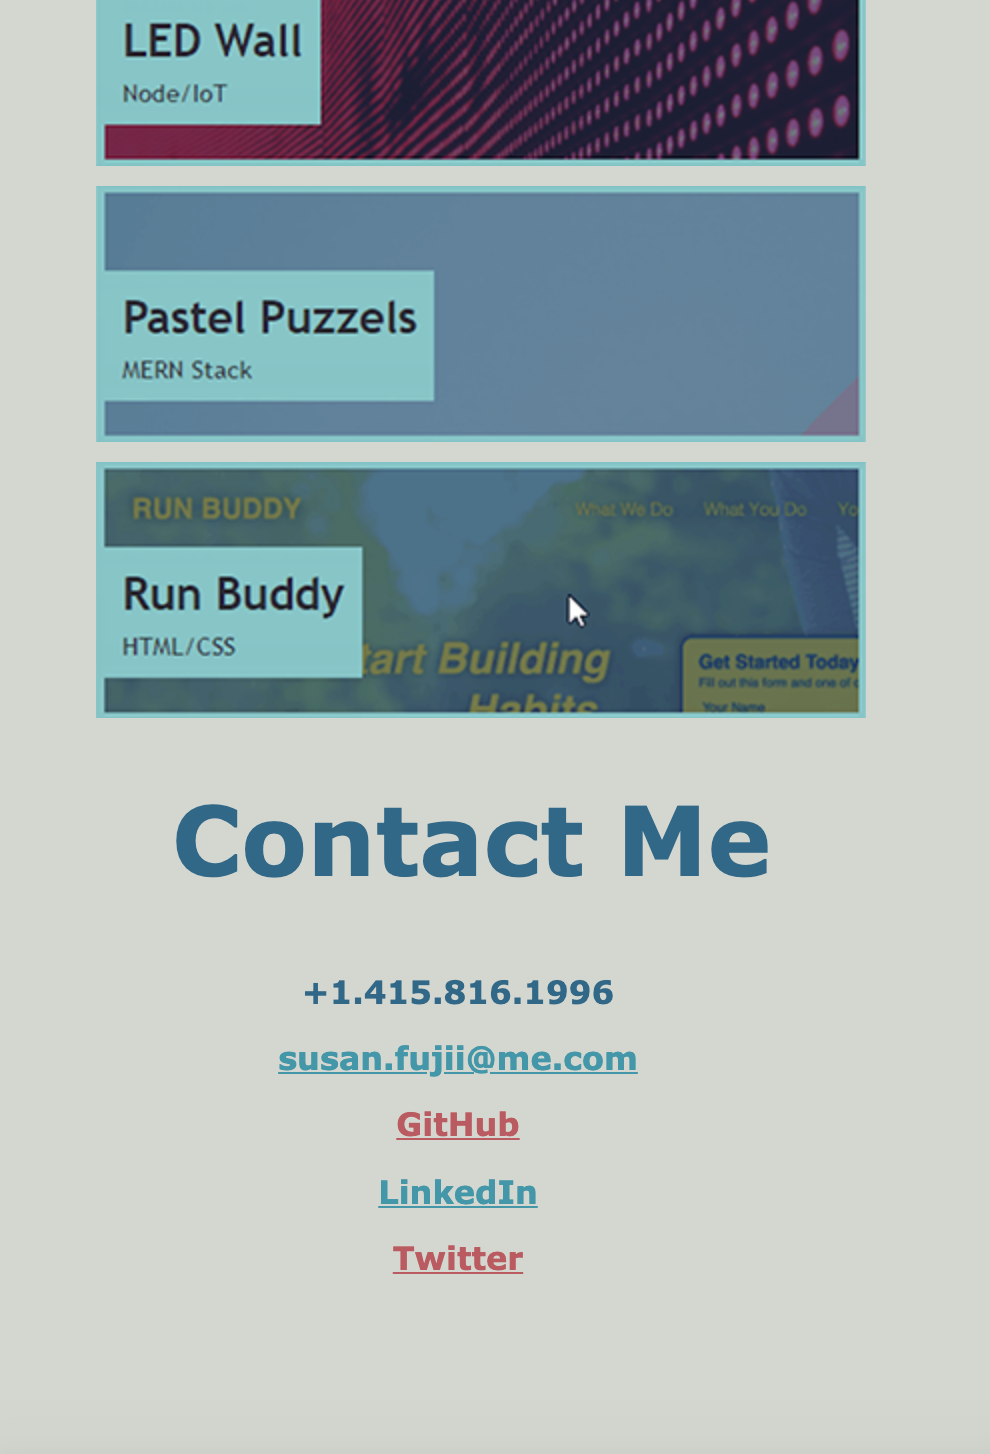 LED Wall
Node/IoT
Pastel Puzzels
MERN Stack
RUN BUDDY
What We Do What You Do Yo
Run Buddy
HTML/CSS
tart Building
Habits
Get Started Today
Fill out this form and one of
Your Name
Contact Me
+1.415.816.1996
susan.fujii@me.com
GitHub
LinkedIn
Twitter